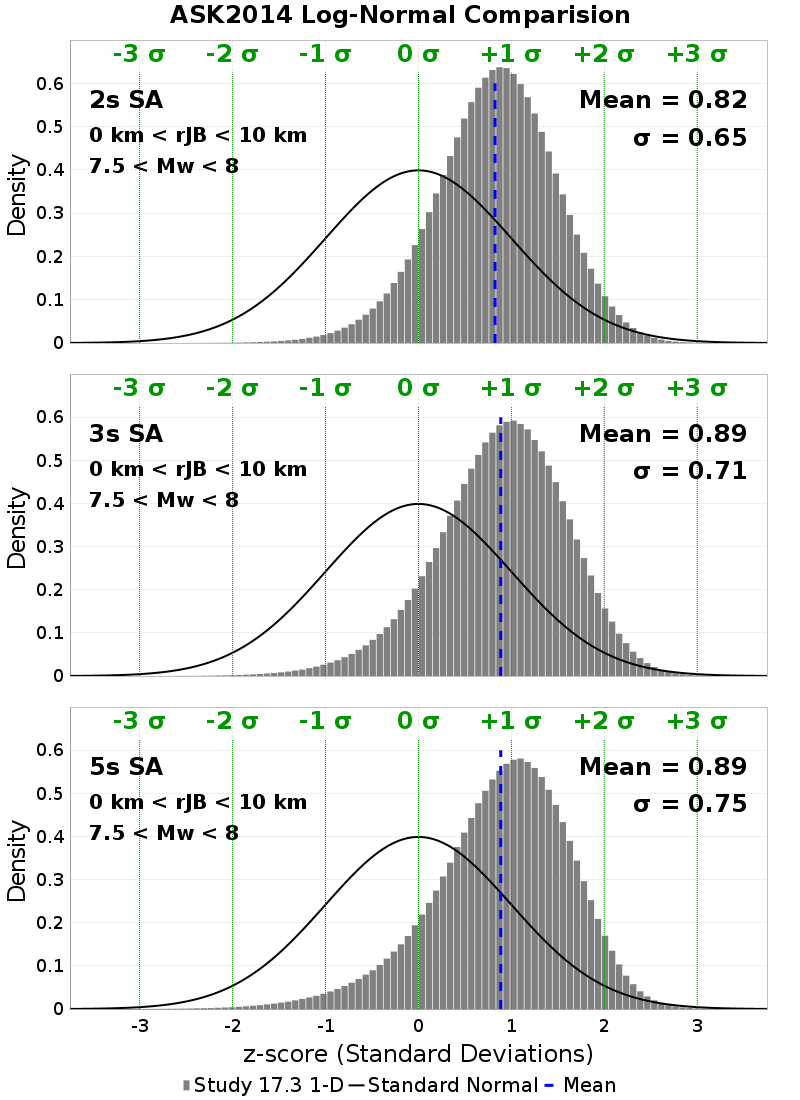 ASK2014 Log-Normal Comparision
-3 σ -2 σ -1 σ 0 σ +1 σ +2 σ +3 σ
2s SA
Mean = 0.82
0 km < rJB < 10 km
σ = 0.65
7.5 < Mw < 8
Density
0.6
0.5
0.4
0.3
0.2
0.1
0
-3 σ -2 σ -1 σ 0 σ +1 σ +2 σ +3 σ
3s SA
Mean = 0.89
0 km < rJB < 10 km
σ = 0.71
7.5 < Mw < 8
Density
0.6
0.5
0.4
0.3
0.2
0.1
0
-3 σ -2 σ -1 σ 0 σ +1 σ +2 σ +3 σ
5s SA
Mean = 0.89
0 km < rJB < 10 km
σ = 0.75
7.5 < Mw < 8
Density
0.6
0.5
0.4
0.3
0.2
0.1
0
-3 -2 -1 0 1 2 3
z-score (Standard Deviations)
Study 17.3 1-D Standard Normal Mean